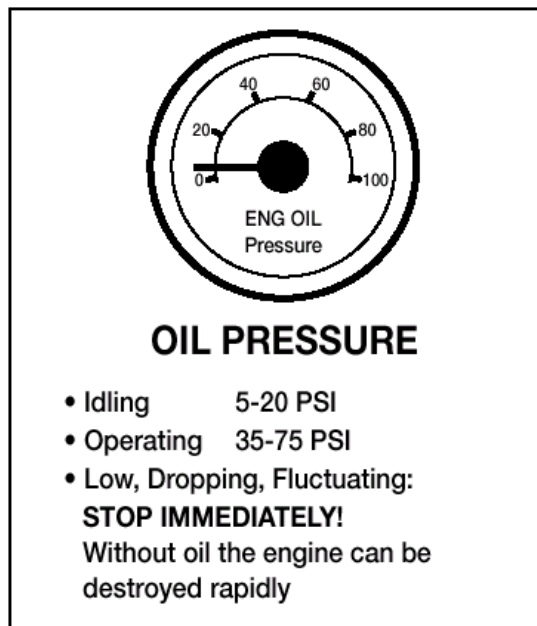 40 60
20 80
0 100
ENG OIL
Pressure
OIL PRESSURE
• Idling 5-20 PSI
• Operating 35-75 PSI
• Low, Dropping, Fluctuating:
STOP IMMEDIATELY!
Without oil the engine can be
destroyed rapidly